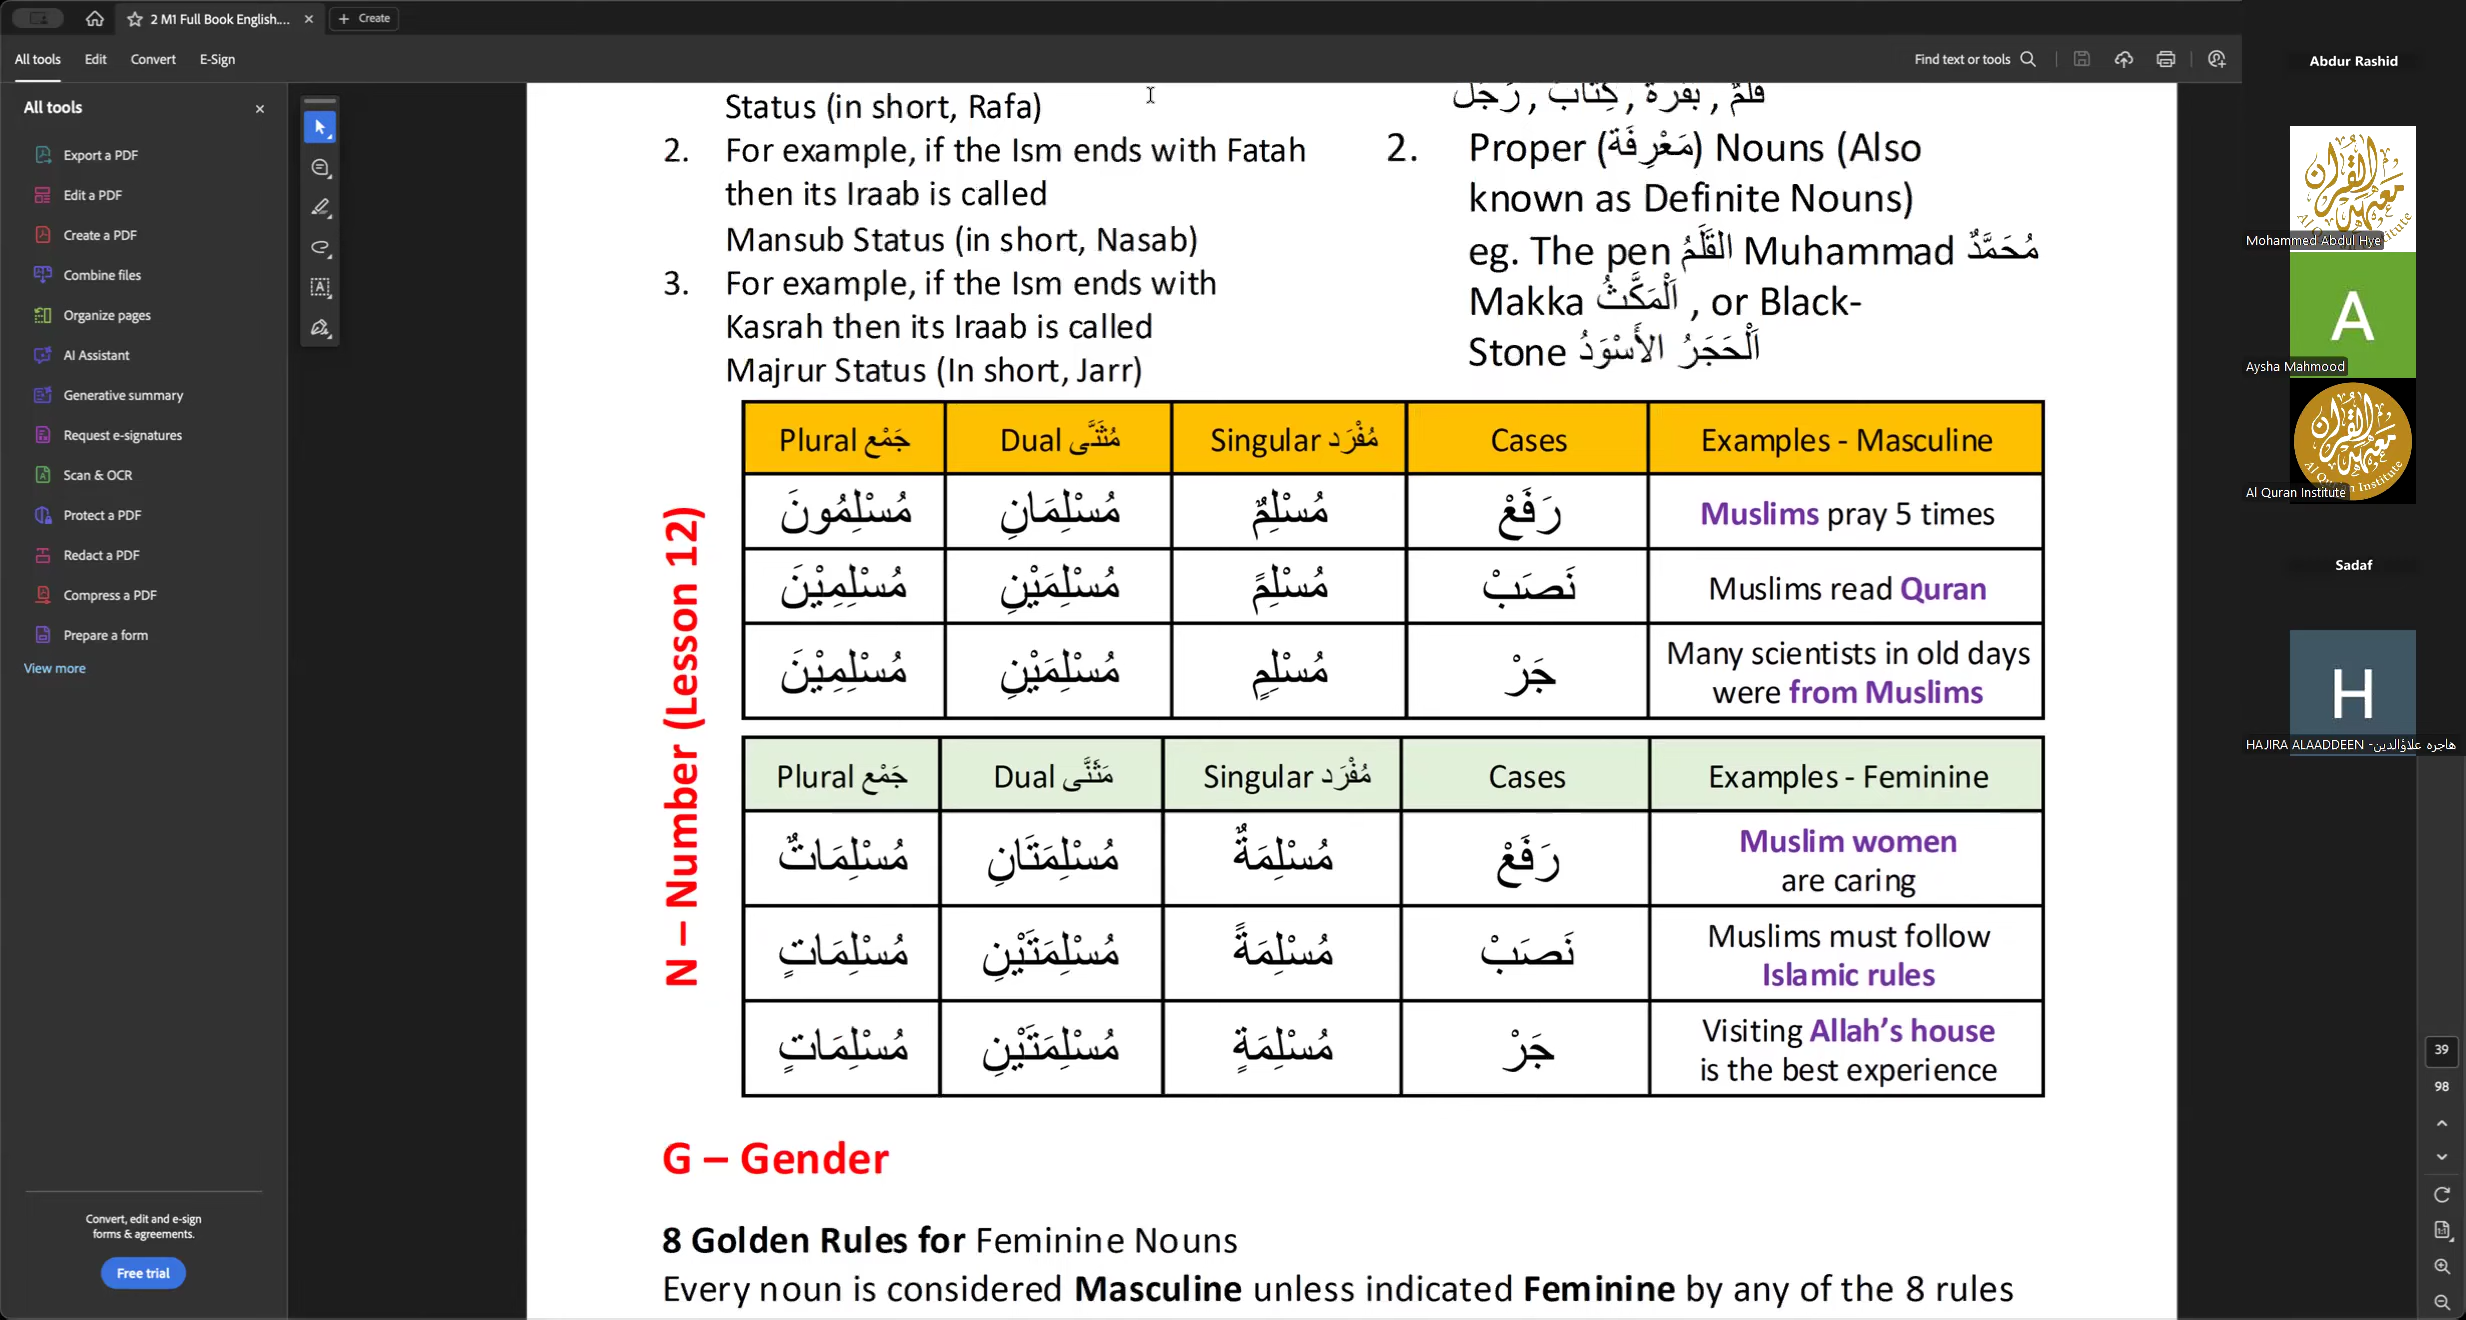 2 M1 Full Book English....
Create
All tools
Edit
Convert
E-Sign
Find text or tools
All tools
Export a PDF
Edit a PDF
Create a PDF
Combine files
Organize pages
AI Assistant
Generative summary
Request e-signatures
Scan & OCR
Protect a PDF
Redact a PDF
Compress a PDF
Prepare a form
View more
Convert, edit and e-sign
forms & agreements.
Free trial
Status (in short, Rafa)
2. For example, if the Ism ends with Fatah
then its Iraab is called
Mansub Status (in short, Nasab)
3. For example, if the Ism ends with
Kasrah then its Iraab is called
Majrur Status (In short, Jarr)
قَلَمٌ , بقرة , كِتَابٌ , رَجُل
2. Proper (مَعْرِفَة) Nouns (Also
known as Definite Nouns)
eg. The pen القَلَمُ Muhammad مُحَمَّدٌ
Makka اَلْمَكَّثُ , or Black-
Stone اَلْحَجَرُ الأَسْوَدُ
N – Number (Lesson 12)
Plural جَمْع Dual مُثَنَّى Singular مُفْرَد Cases Examples - Masculine
مُسْلِمُونَ مُسْلِمَانِ مُسْلِمٌ رَفَعْ Muslims pray 5 times
مُسْلِمِيْنَ مُسْلِمَيْنِ مُسْلِمً نَصَبْ Muslims read Quran
مُسْلِمِيْنَ مُسْلِمَيْنِ مُسْلِمٍ جَرْ Many scientists in old days
were from Muslims
Plural جَمْع Dual مَثَنَّى Singular مُفْرَد Cases Examples - Feminine
مُسْلِمَاتٌ مُسْلِمَتَانِ مُسْلِمَةٌ رَفَعْ Muslim women
are caring
مُسْلِمَاتٍ مُسْلِمَتَيْنِ مُسْلِمَةً نَصَبْ Muslims must follow
Islamic rules
مُسْلِمَاتٍ مُسْلِمَتَيْنِ مُسْلِمَةٍ جَرْ Visiting Allah’s house
is the best experience
G – Gender
8 Golden Rules for Feminine Nouns
Every noun is considered Masculine unless indicated Feminine by any of the 8 rules
Abdur Rashid
Mohammed Abdul Hye
A
Aysha Mahmood
Al Quran Institute
Sadaf
H
HAJIRA ALAADDEEN -هاجره علاؤالدين
39
98